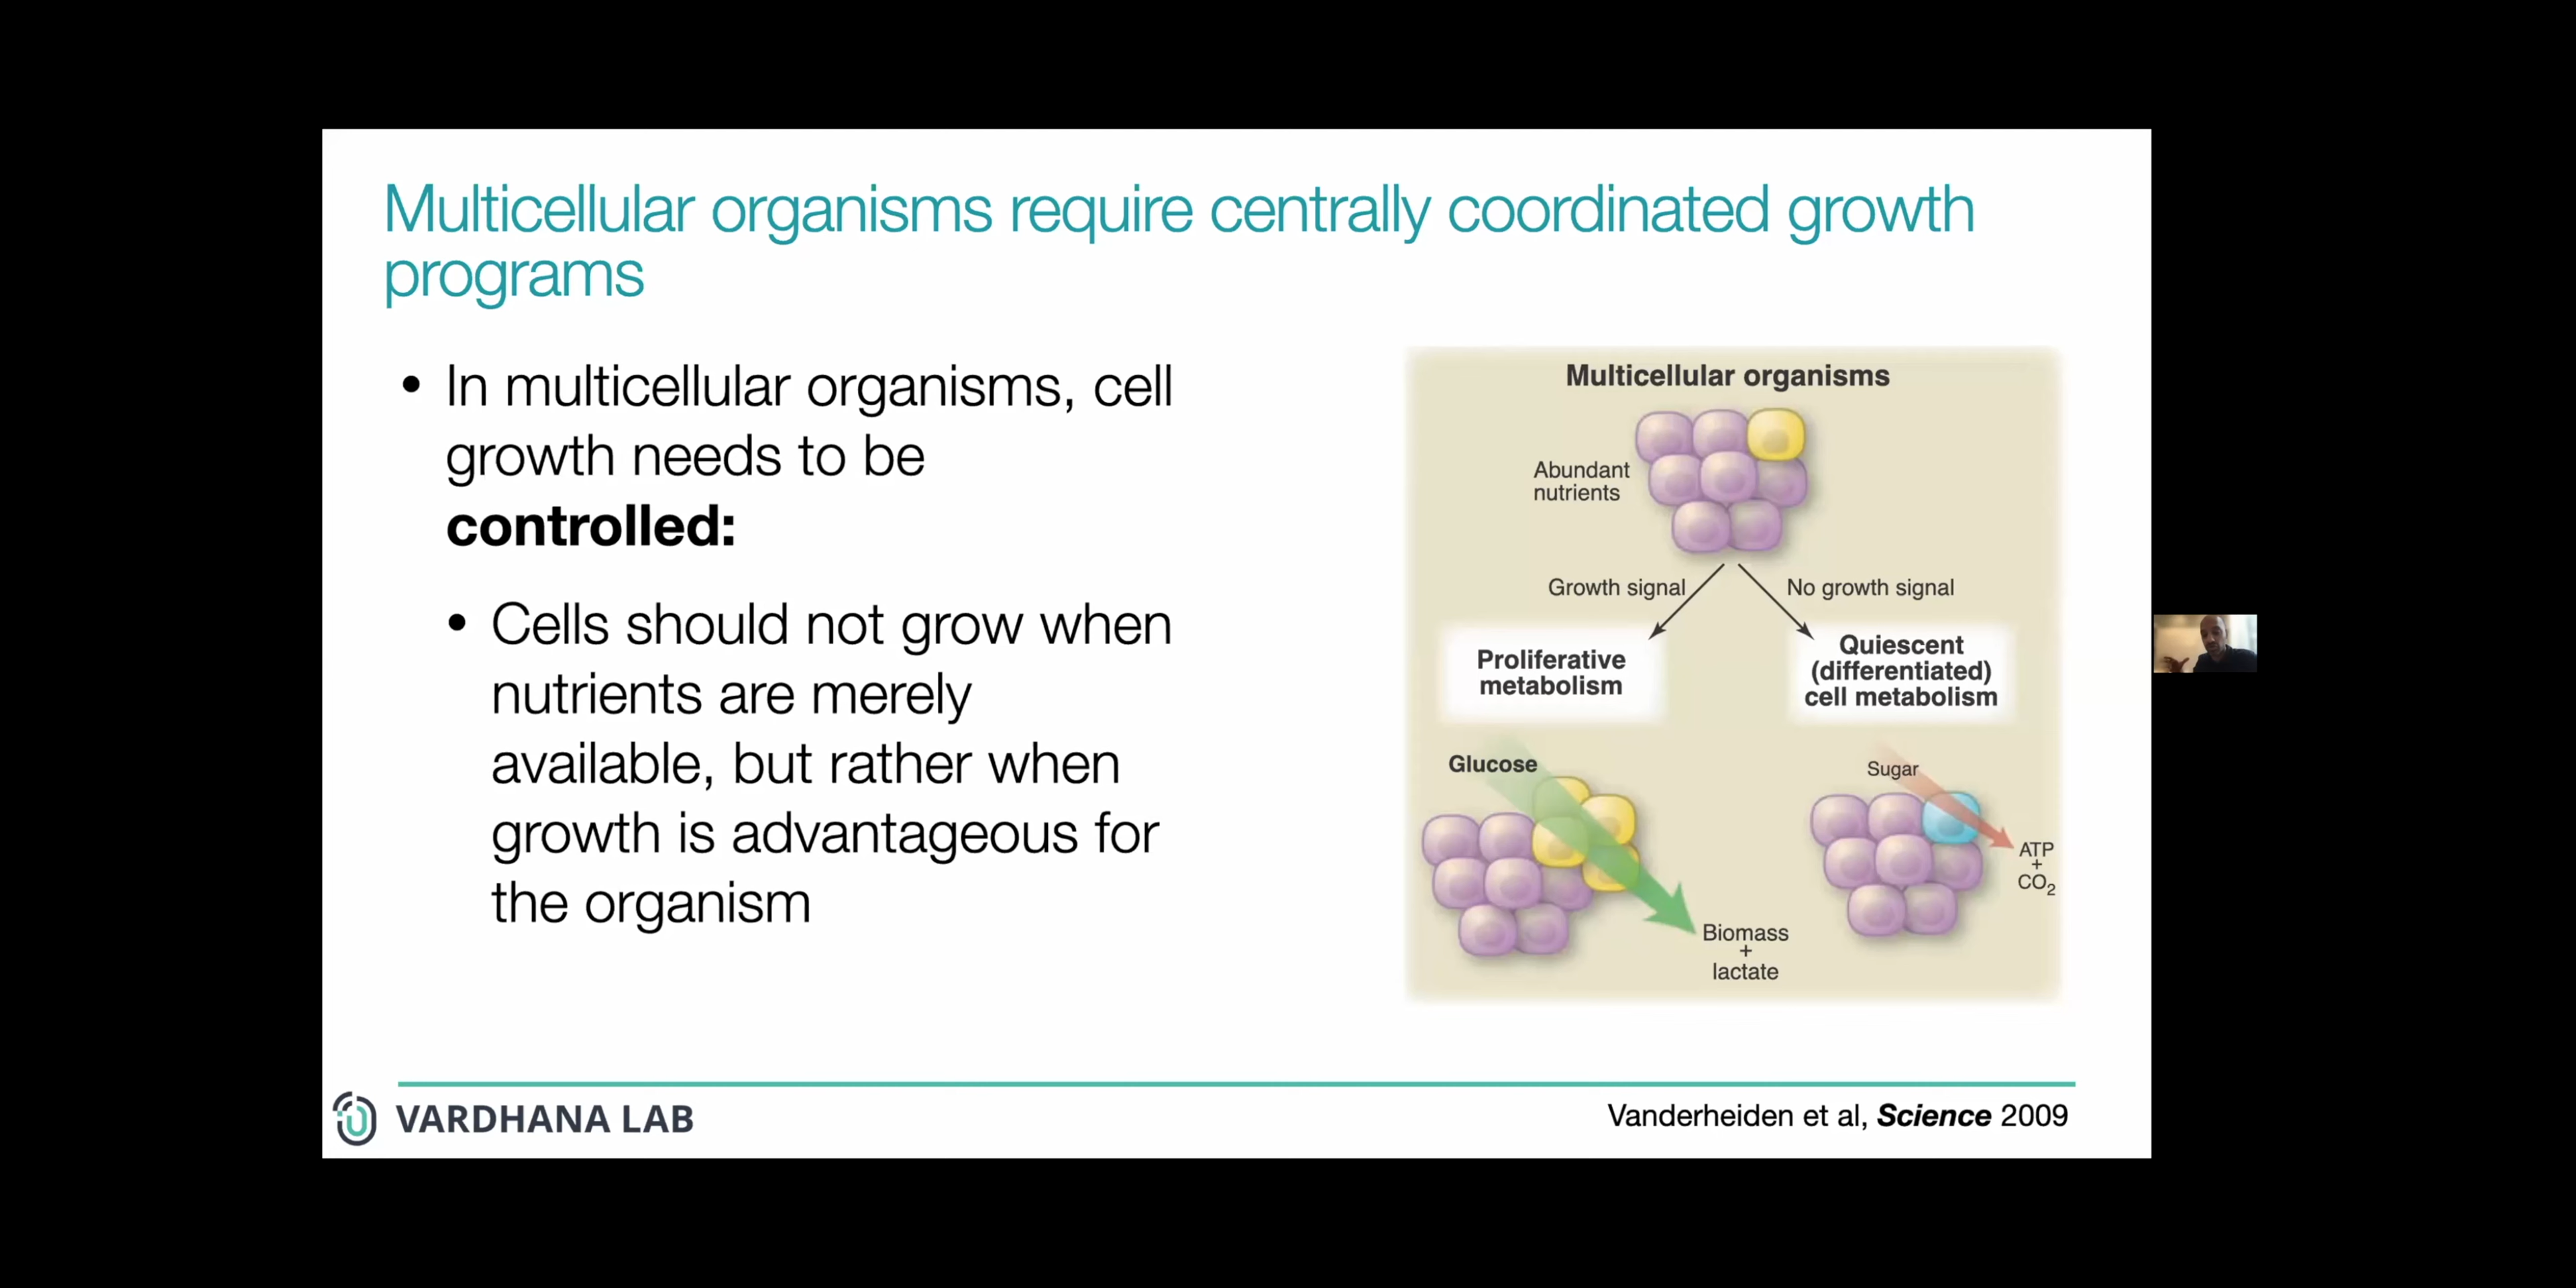 Multicellular organisms require centrally coordinated growth
programs
• In multicellular organisms, cell
growth needs to be
controlled:
• Cells should not grow when
nutrients are merely
available, but rather when
growth is advantageous for
the organism
Multicellular organisms
Abundant
nutrients
Growth signal
No growth signal
Proliferative
metabolism
Quiescent
(differentiated)
cell metabolism
Glucose
Biomass
+
lactate
Sugar
ATP
+
CO₂
VARDHANA LAB
Vanderheiden et al, Science 2009